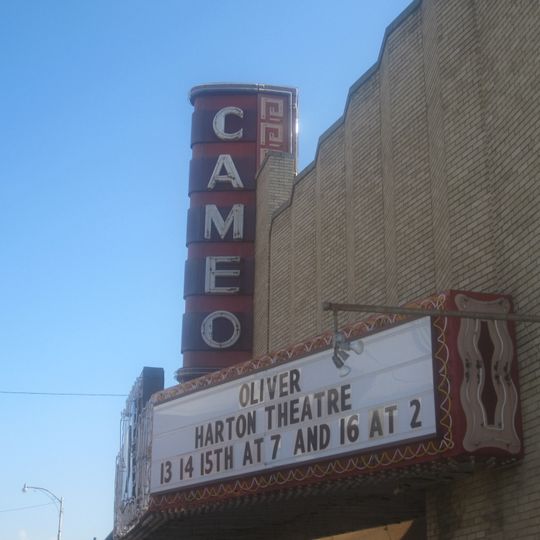 CAMEO
OLIVER
HARTON THEATRE
13 14 15TH AT 7 AND 16 AT 2